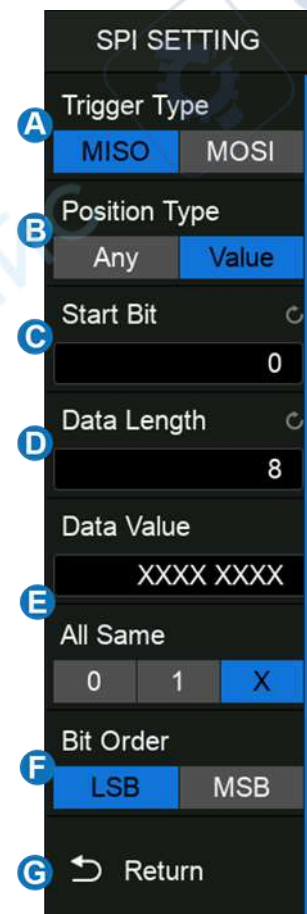 SPI SETTING
A Trigger Type
MISO MOSI
B Position Type
Any Value
C Start Bit
0
D Data Length
8
Data Value
XXXX XXXX
E
All Same
0 1 X
Bit Order
F
LSB MSB
G Return